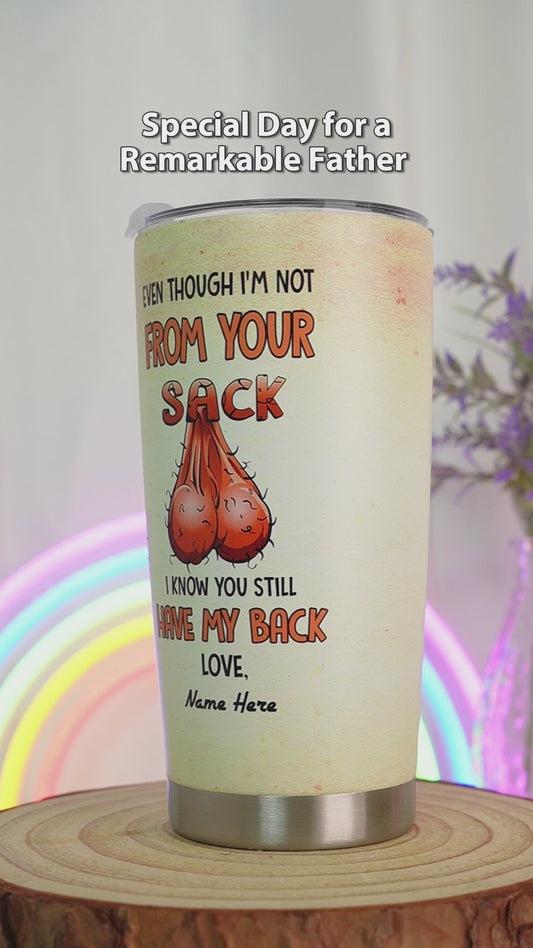 Special Day for a
Remarkable Father
EVEN THOUGH I'M NOT
FROM YOUR
SACK
I KNOW YOU STILL
HAVE MY BACK
LOVE,
Name Here